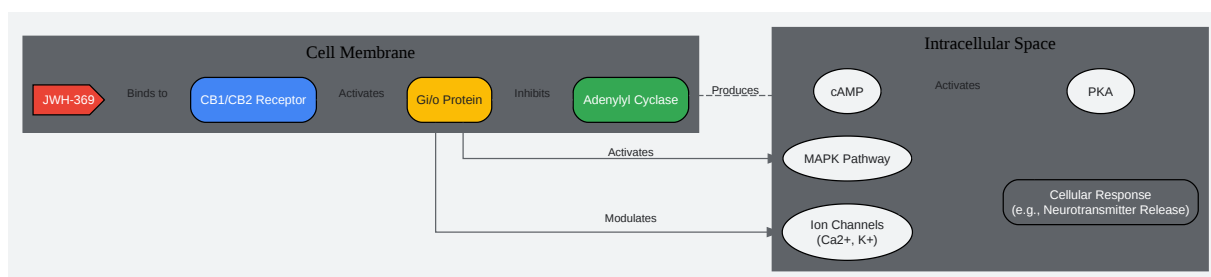 Cell Membrane
JWH-369
Binds to
CB1/CB2 Receptor
Activates
Gi/o Protein
Inhibits
Adenylyl Cyclase
Produces
Intracellular Space
cAMP
Activates
PKA
Activates
MAPK Pathway
Cellular Response
(e.g., Neurotransmitter Release)
Modulates
Ion Channels
(Ca2+, K+)